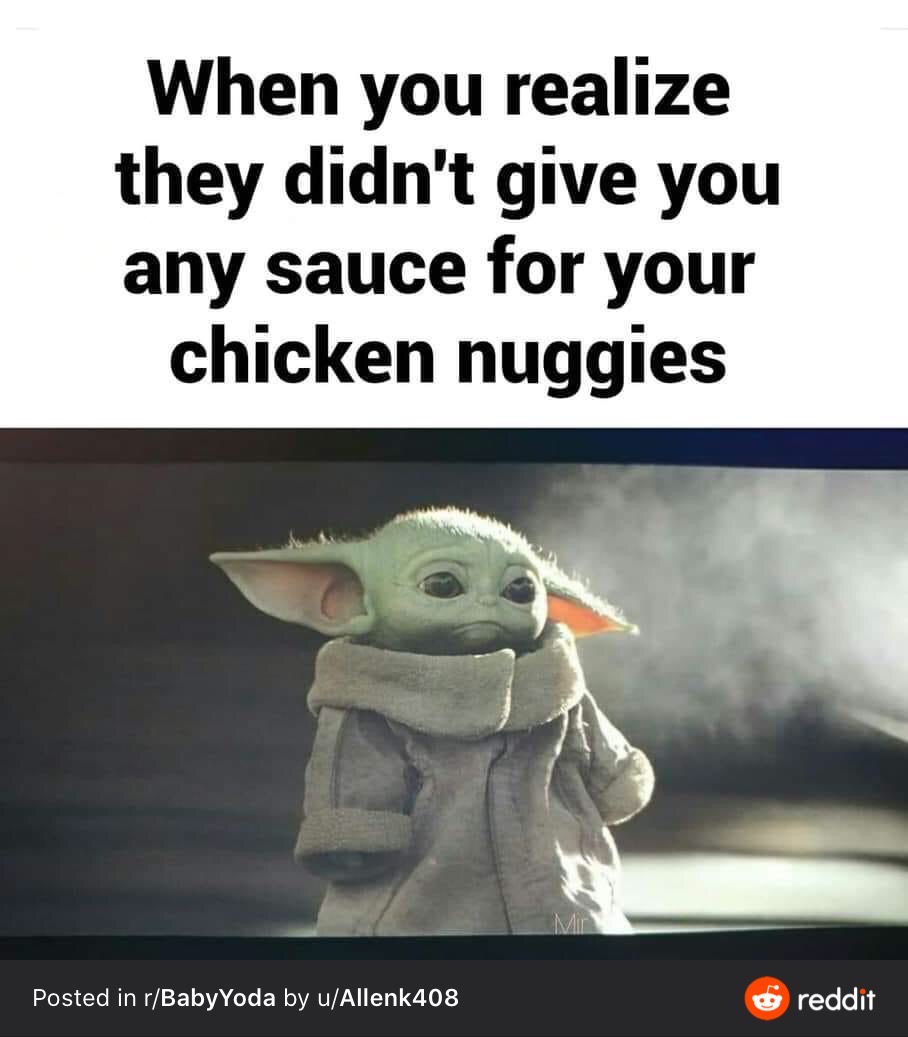 When you realize
they didn't give you
any sauce for your
chicken nuggies
Mir
Posted in r/BabyYoda by u/Allenk408
reddit